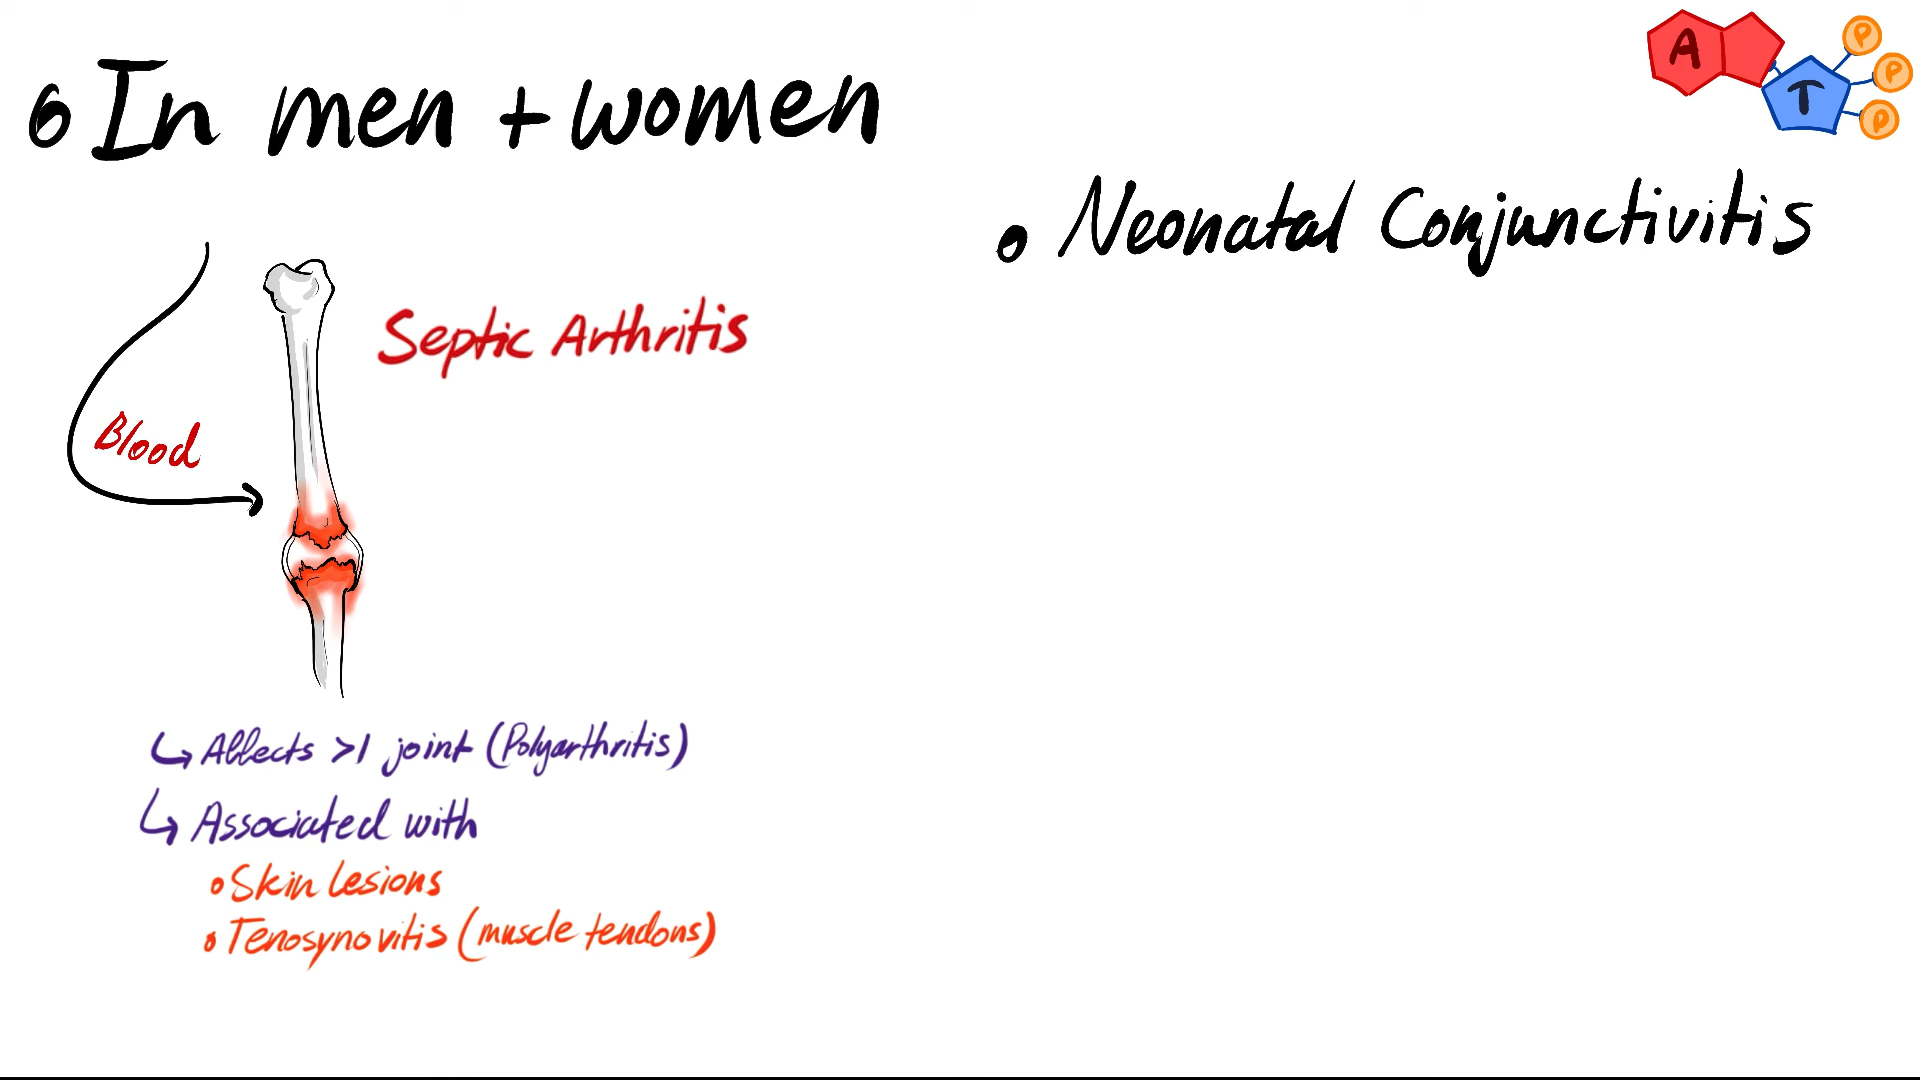 In men + women
Septic Arthritis
Blood
Affects >1 joint (Polyarthritis)
Associated with
Skin lesions
Tenosynovitis (muscle tendons)
Neonatal Conjunctivitis
A T P P P